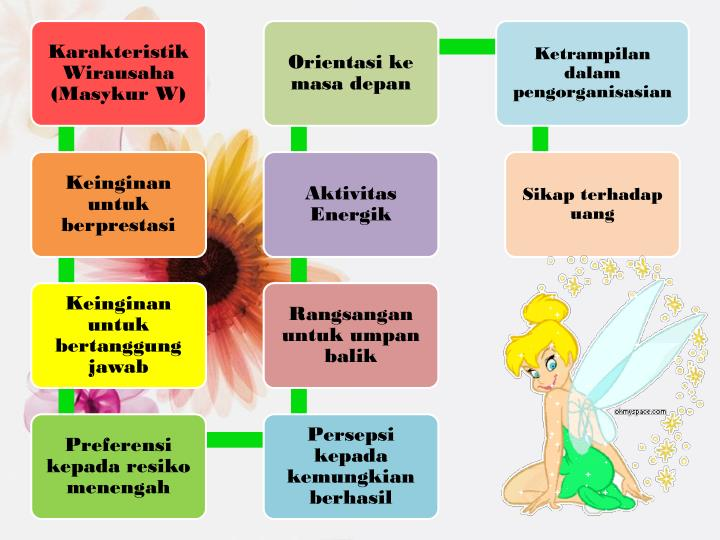 Karakteristik
Wirausaha
(Masykur W)
Keinginan
untuk
berprestasi
Keinginan
untuk
bertanggung
jawab
Preferensi
kepada resiko
menengah
Persepsi
kepada
kemungkian
berhasil
Rangsangan
untuk umpan
balik
Aktivitas
Energik
Orientasi ke
masa depan
Ketrampilan
dalam
pengorganisasian
Sikap terhadap
uang
okmyspace.com